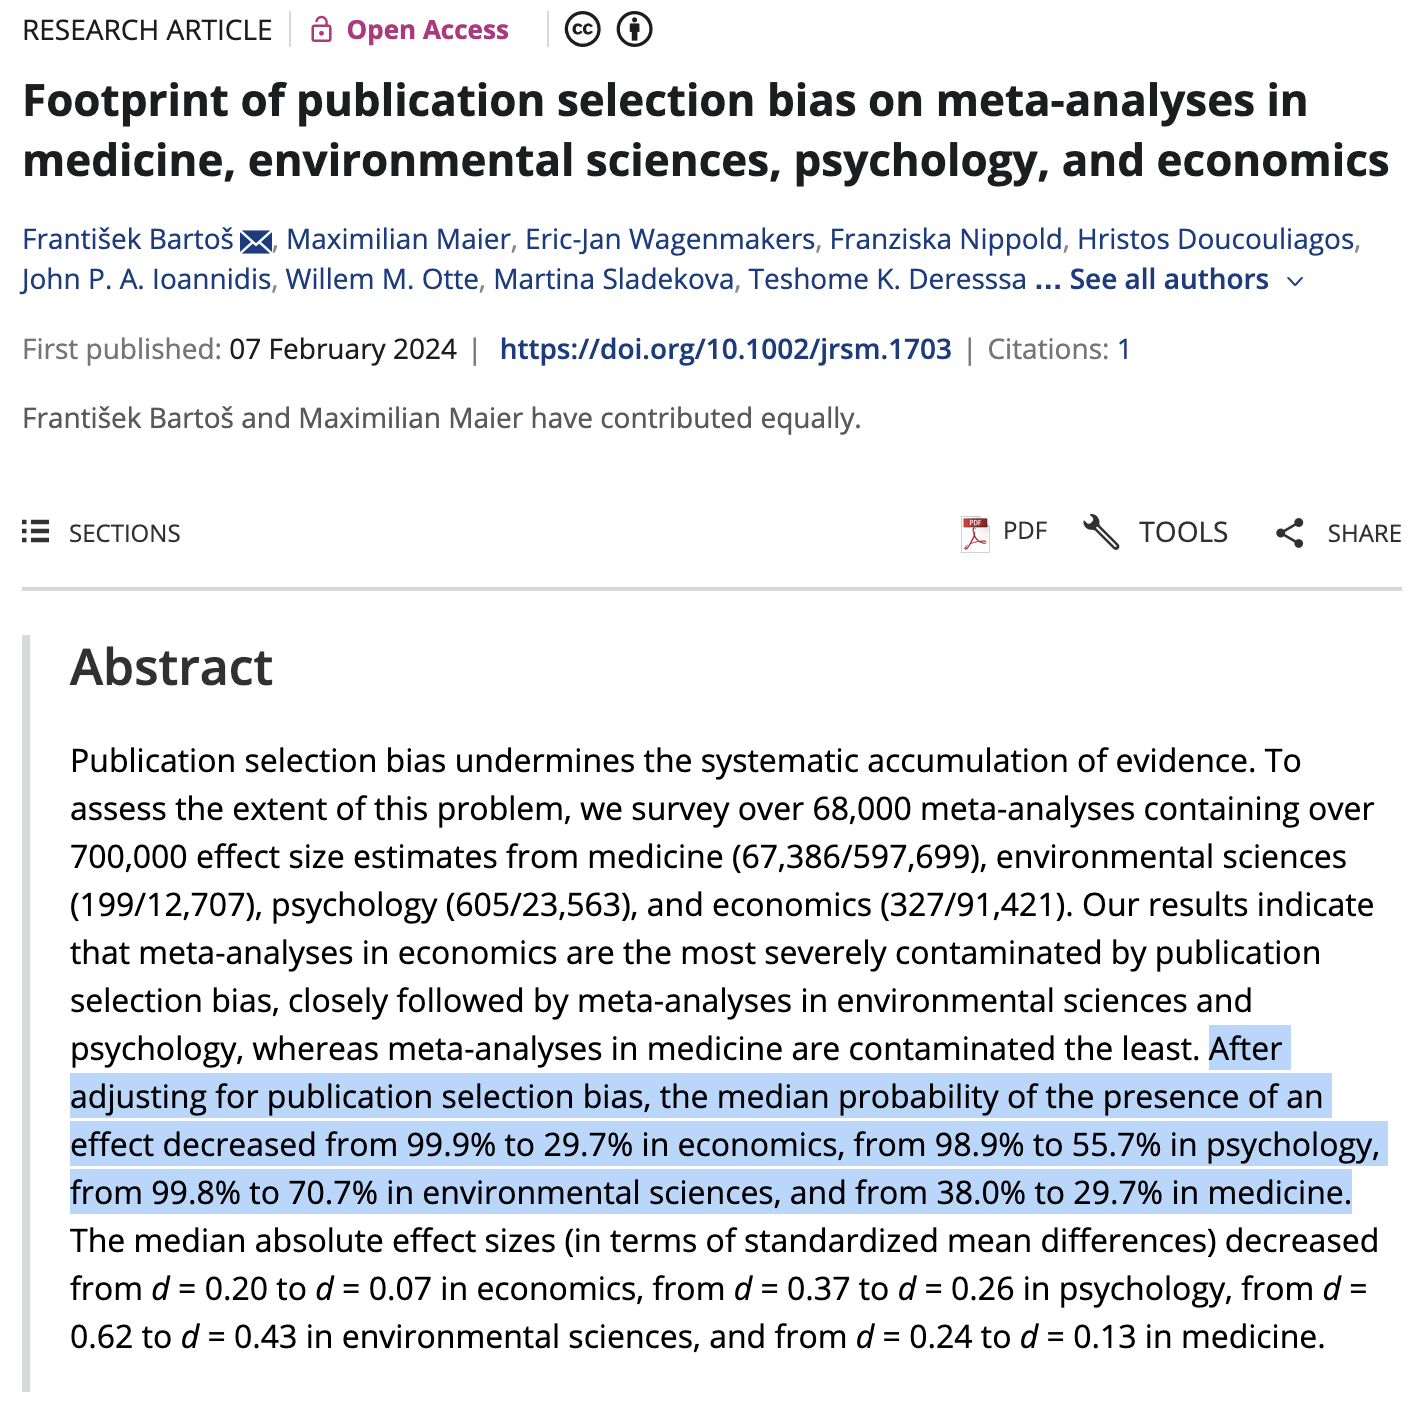 RESEARCH ARTICLE Open Access cc
Footprint of publication selection bias on meta-analyses in
medicine, environmental sciences, psychology, and economics
František Bartoš, Maximilian Maier, Eric-Jan Wagenmakers, Franziska Nippold, Hristos Doucouliagos,
John P. A. Ioannidis, Willem M. Otte, Martina Sladekova, Teshome K. Deresssa ... See all authors
First published: 07 February 2024 | https://doi.org/10.1002/jrsm.1703 | Citations: 1
František Bartoš and Maximilian Maier have contributed equally.
SECTIONS PDF PDF TOOLS SHARE
Abstract
Publication selection bias undermines the systematic accumulation of evidence. To
assess the extent of this problem, we survey over 68,000 meta-analyses containing over
700,000 effect size estimates from medicine (67,386/597,699), environmental sciences
(199/12,707), psychology (605/23,563), and economics (327/91,421). Our results indicate
that meta-analyses in economics are the most severely contaminated by publication
selection bias, closely followed by meta-analyses in environmental sciences and
psychology, whereas meta-analyses in medicine are contaminated the least. After
adjusting for publication selection bias, the median probability of the presence of an
effect decreased from 99.9% to 29.7% in economics, from 98.9% to 55.7% in psychology,
from 99.8% to 70.7% in environmental sciences, and from 38.0% to 29.7% in medicine.
The median absolute effect sizes (in terms of standardized mean differences) decreased
from d = 0.20 to d = 0.07 in economics, from d = 0.37 to d = 0.26 in psychology, from d =
0.62 to d = 0.43 in environmental sciences, and from d = 0.24 to d = 0.13 in medicine.